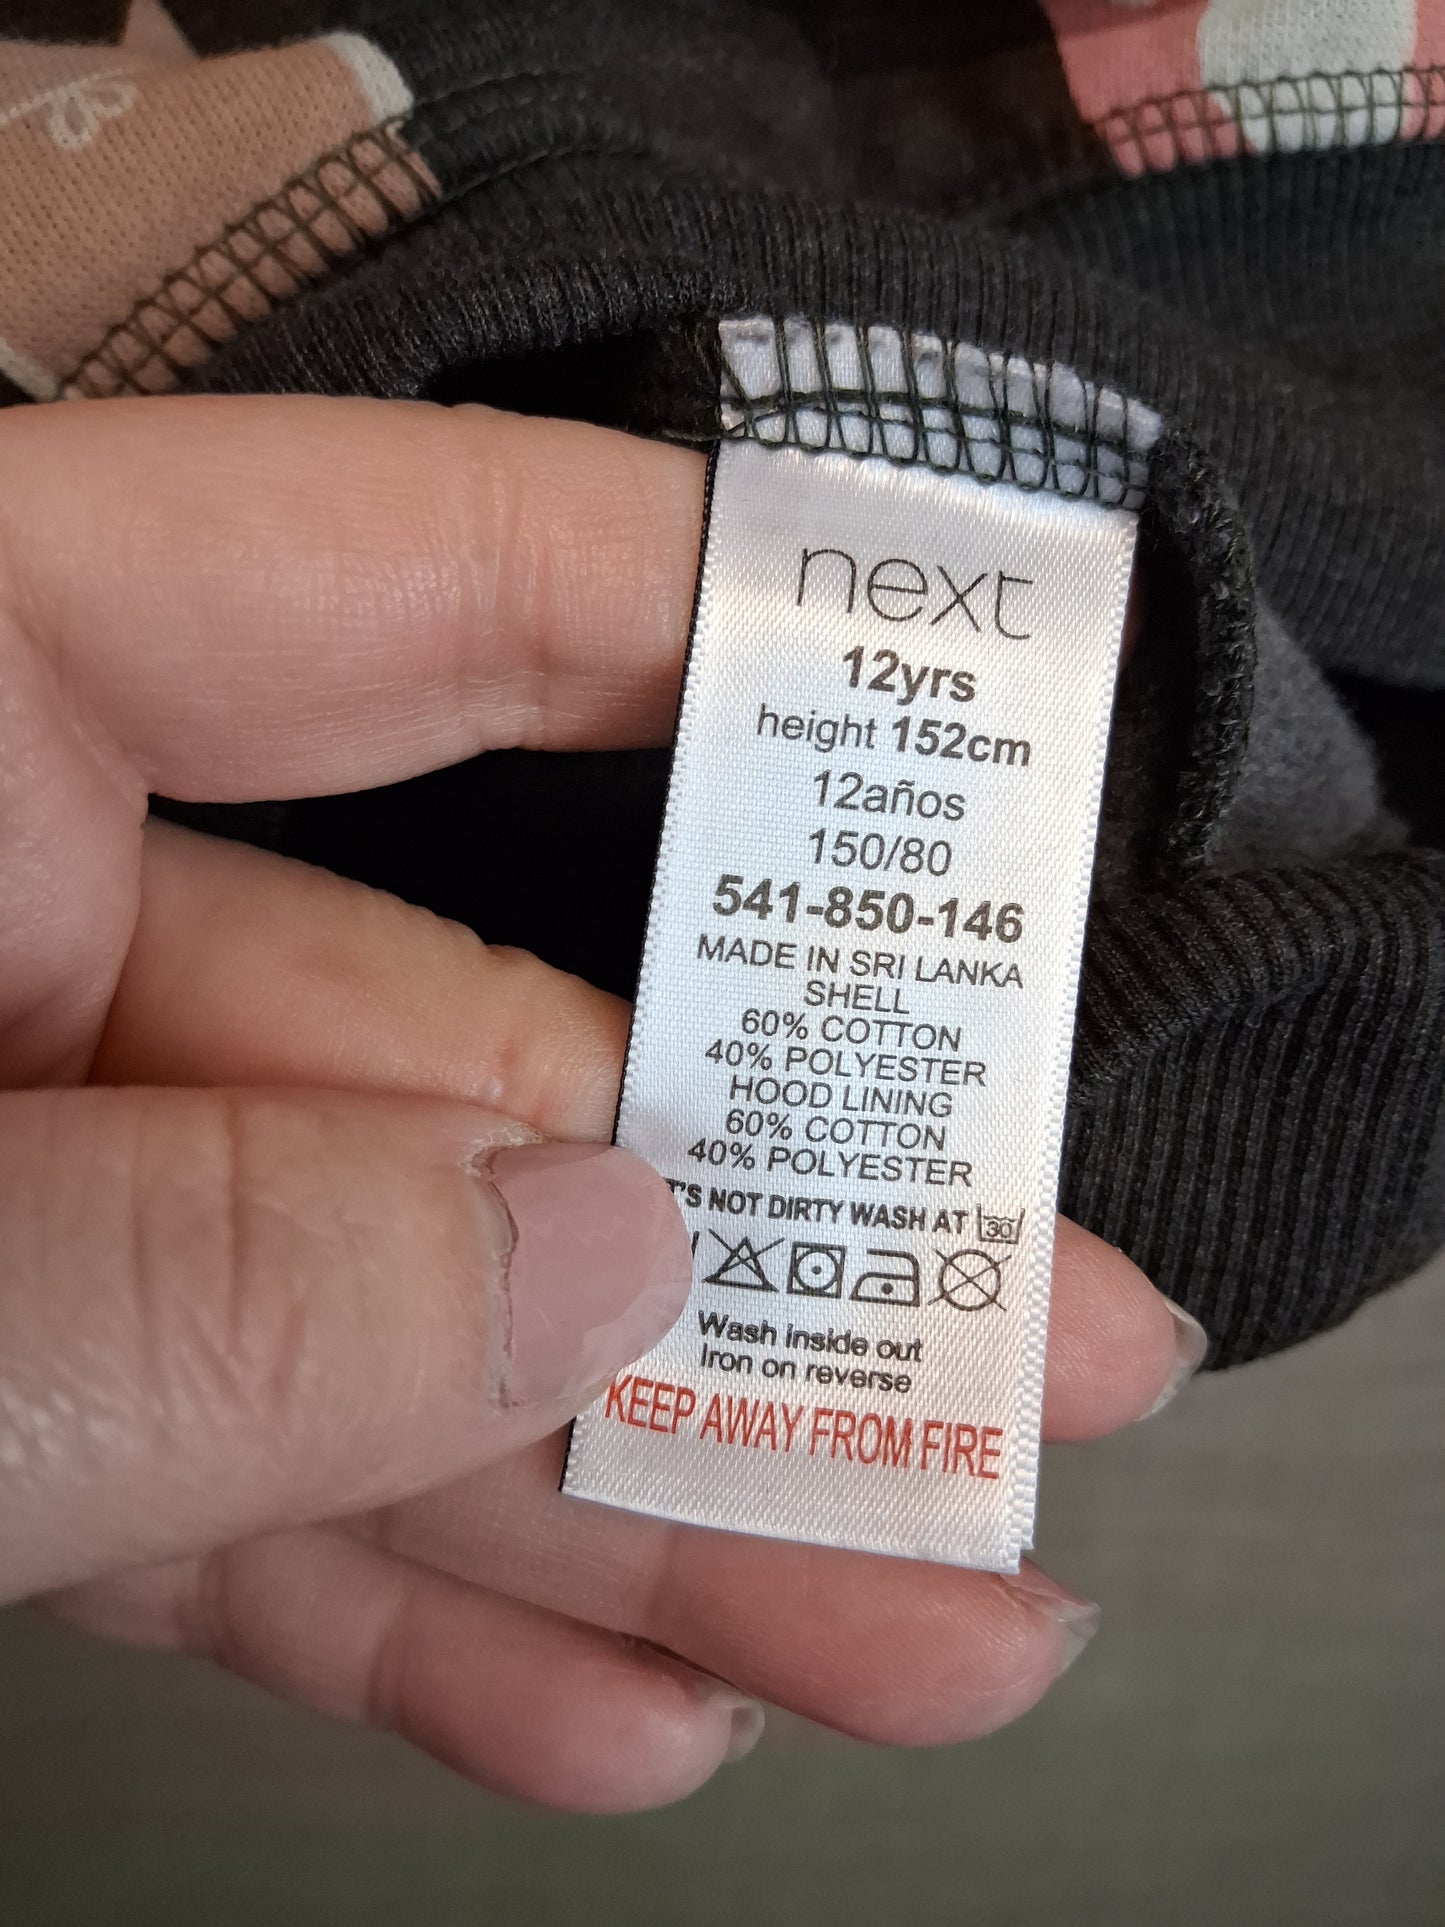 next
12yrs
height 152cm
12años
150/80
541-850-146
MADE IN SRI LANKA
SHELL
60% COTTON
40% POLYESTER
HOOD LINING
60% COTTON
40% POLYESTER
T'S NOT DIRTY WASH AT 30
Wash inside out
Iron on reverse
KEEP AWAY FROM FIRE